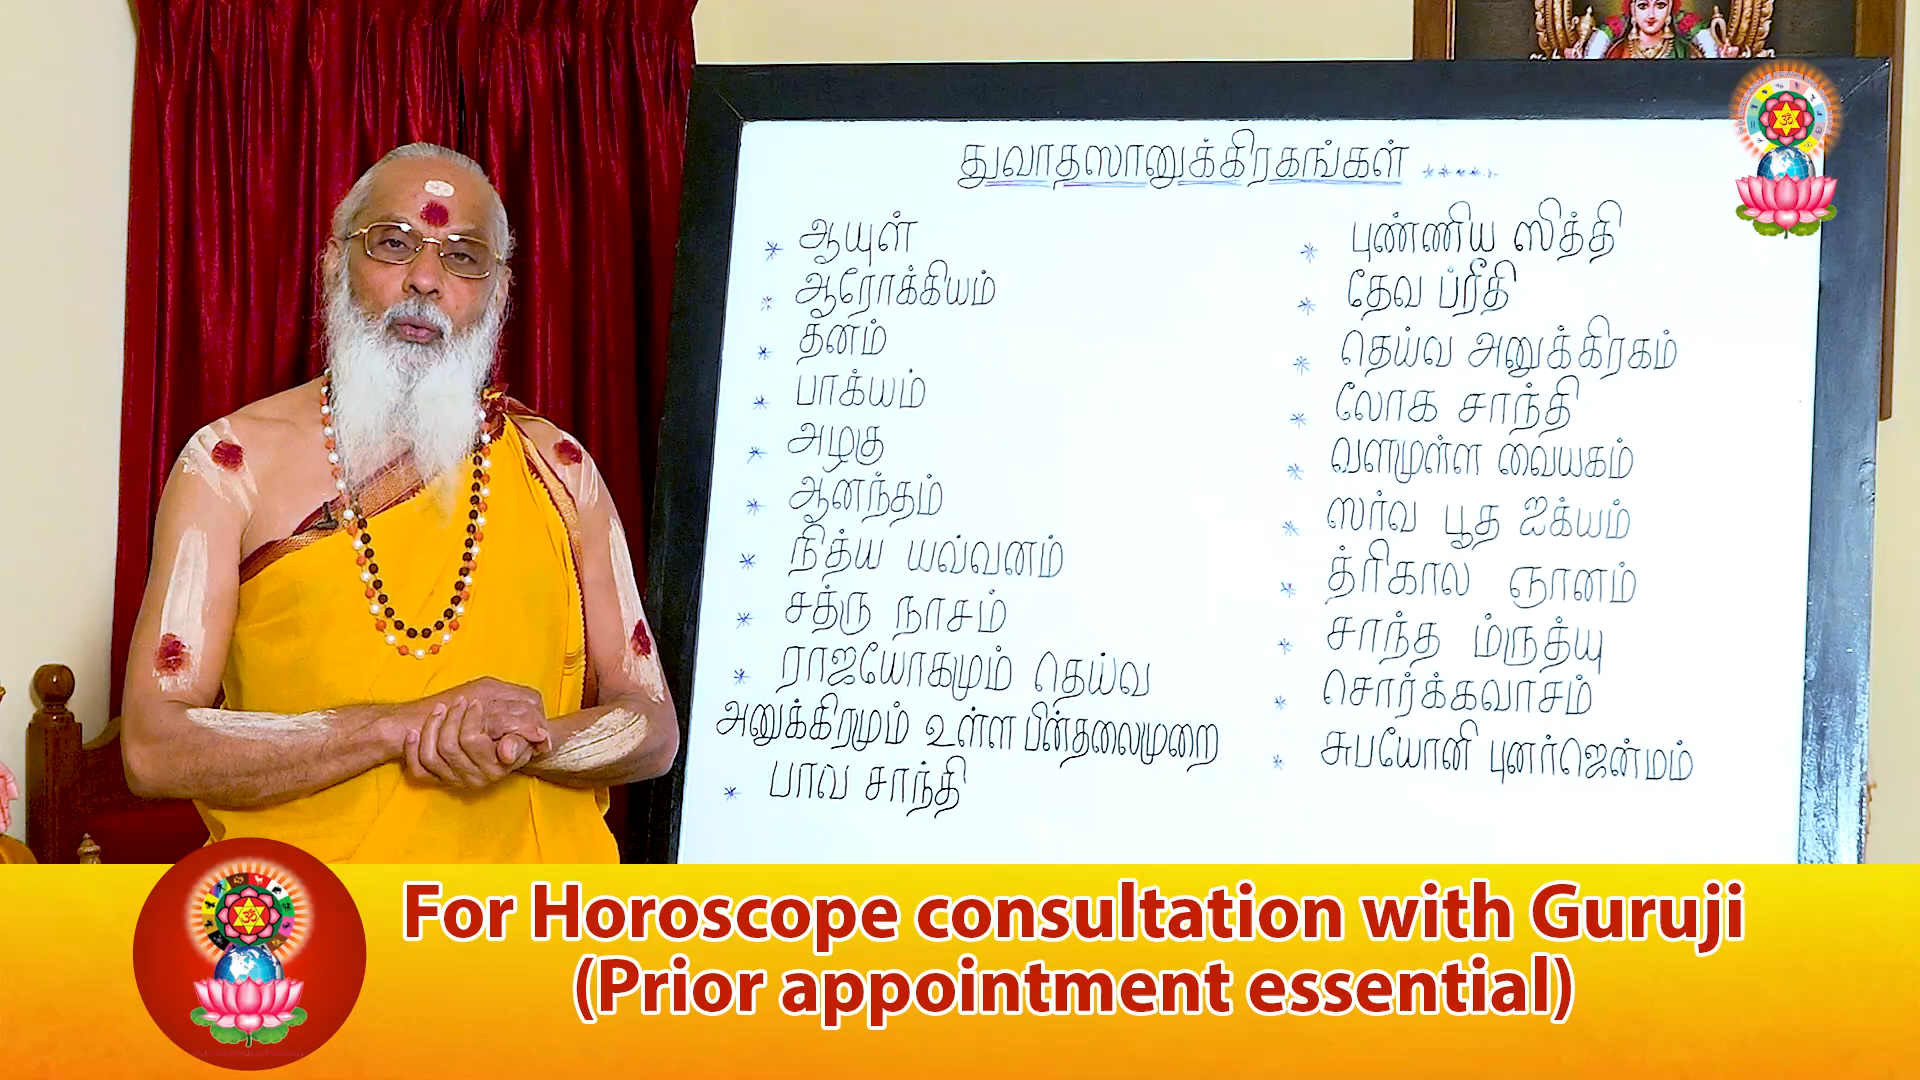 துவாதஸானுக்கிரகங்கள்
* ஆயுள்
* ஆரோக்கியம்
* தனம்
* பாக்யம்
* அழகு
* ஆனந்தம்
* நித்ய யவ்வனம்
* சத்ரு நாசம்
* ராஜயோகமும் தெய்வ
அனுக்கிரமும் உள்ள பின்தலைமுறை
* பாவ சாந்தி
* புண்ணிய ஸித்தி
* தேவ ப்ரீதி
* தெய்வ அனுக்கிரகம்
* லோக சாந்தி
* வளமுள்ள வையகம்
* ஸர்வ பூத ஐக்யம்
* த்ரிகால ஞானம்
* சாந்த ம்ருத்யு
* சொர்க்கவாசம்
* சுபயோனி புனர்ஜென்மம்
For Horoscope consultation with Guruji
(Prior appointment essential)